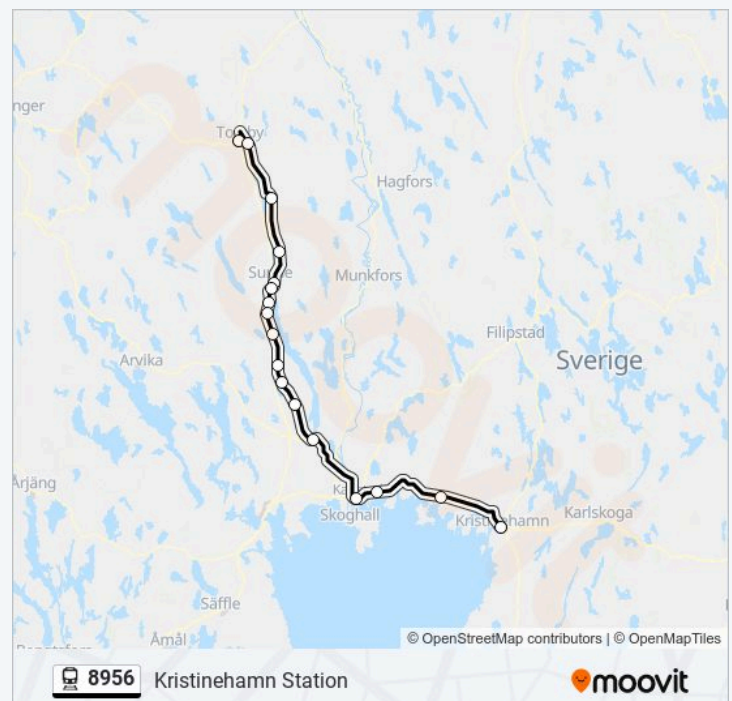 nger
Torsby
Hagfors
Sunne
Munkfors
Filipstad
Sverige
Arvika
Årjäng
Skoghall
Kristinehamn
Karlskoga
Säffle
Åmål
© OpenStreetMap contributors | © OpenMapTiles
8956 Kristinehamn Station
moovit